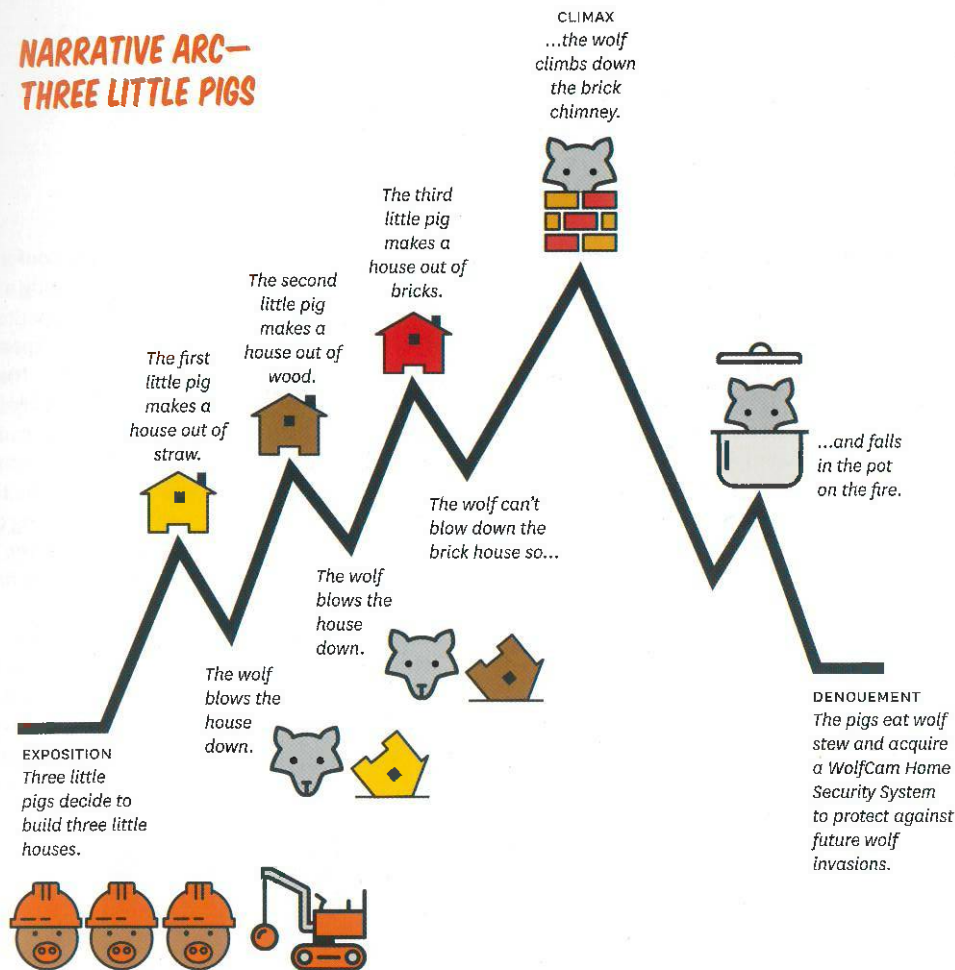 NARRATIVE ARC—
THREE LITTLE PIGS
EXPOSITION
Three little
pigs decide to
build three little
houses.
The first
little pig
makes a
house out of
straw.
The wolf
blows the
house
down.
The second
little pig
makes a
house out of
wood.
The wolf
blows the
house
down.
The third
little pig
makes a
house out of
bricks.
The wolf can't
blow down the
brick house so...
CLIMAX
...the wolf
climbs down
the brick
chimney.
...and falls
in the pot
on the fire.
DENOUEMENT
The pigs eat wolf
stew and acquire
a WolfCam Home
Security System
to protect against
future wolf
invasions.